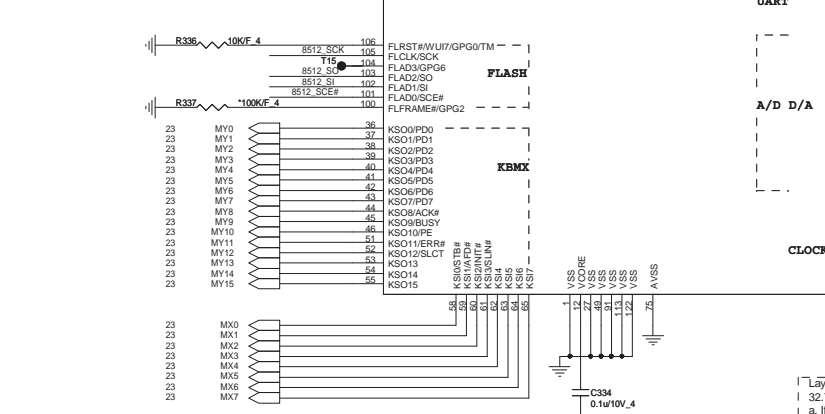 UART
R336 10K/F_4 106 FLRST#/WUI7/GPG0/TM
8512_SCK 105 FLCLK/SCK
T15 104 FLAD3/GPG6
8512_SO 103 FLAD2/SO
8512_SI 102 FLAD1/SI
8512_SCE# 101 FLAD0/SCE#
R337 *100K/F_4 100 FLFRAME#/GPG2
FLASH
A/D D/A
23 MY0 36 KSO0/PD0
23 MY1 37 KSO1/PD1
23 MY2 38 KSO2/PD2
23 MY3 39 KSO3/PD3
23 MY4 40 KSO4/PD4
23 MY5 41 KSO5/PD5
23 MY6 42 KSO6/PD6
23 MY7 43 KSO7/PD7
23 MY8 44 KSO8/ACK#
23 MY9 45 KSO9/BUSY
23 MY10 46 KSO10/PE
23 MY11 51 KSO11/ERR#
23 MY12 52 KSO12/SLCT
23 MY13 53 KSO13
23 MY14 54 KSO14
23 MY15 55 KSO15
KBMX
CLOCK
KSI0/STB# 58
KSI1/AFD# 59
KSI2/INIT# 60
KSI3/SLIN# 61
KSI4 62
KSI5 63
KSI6 64
KSI7 65
VSS 1
VCORE 12
VSS 27
VSS 49
VSS 91
VSS 113
VSS 122
AVSS 75
23 MX0
23 MX1
23 MX2
23 MX3
23 MX4
23 MX5
23 MX6
23 MX7
C334
0.1u/10V_4
Lay
32.
a. I